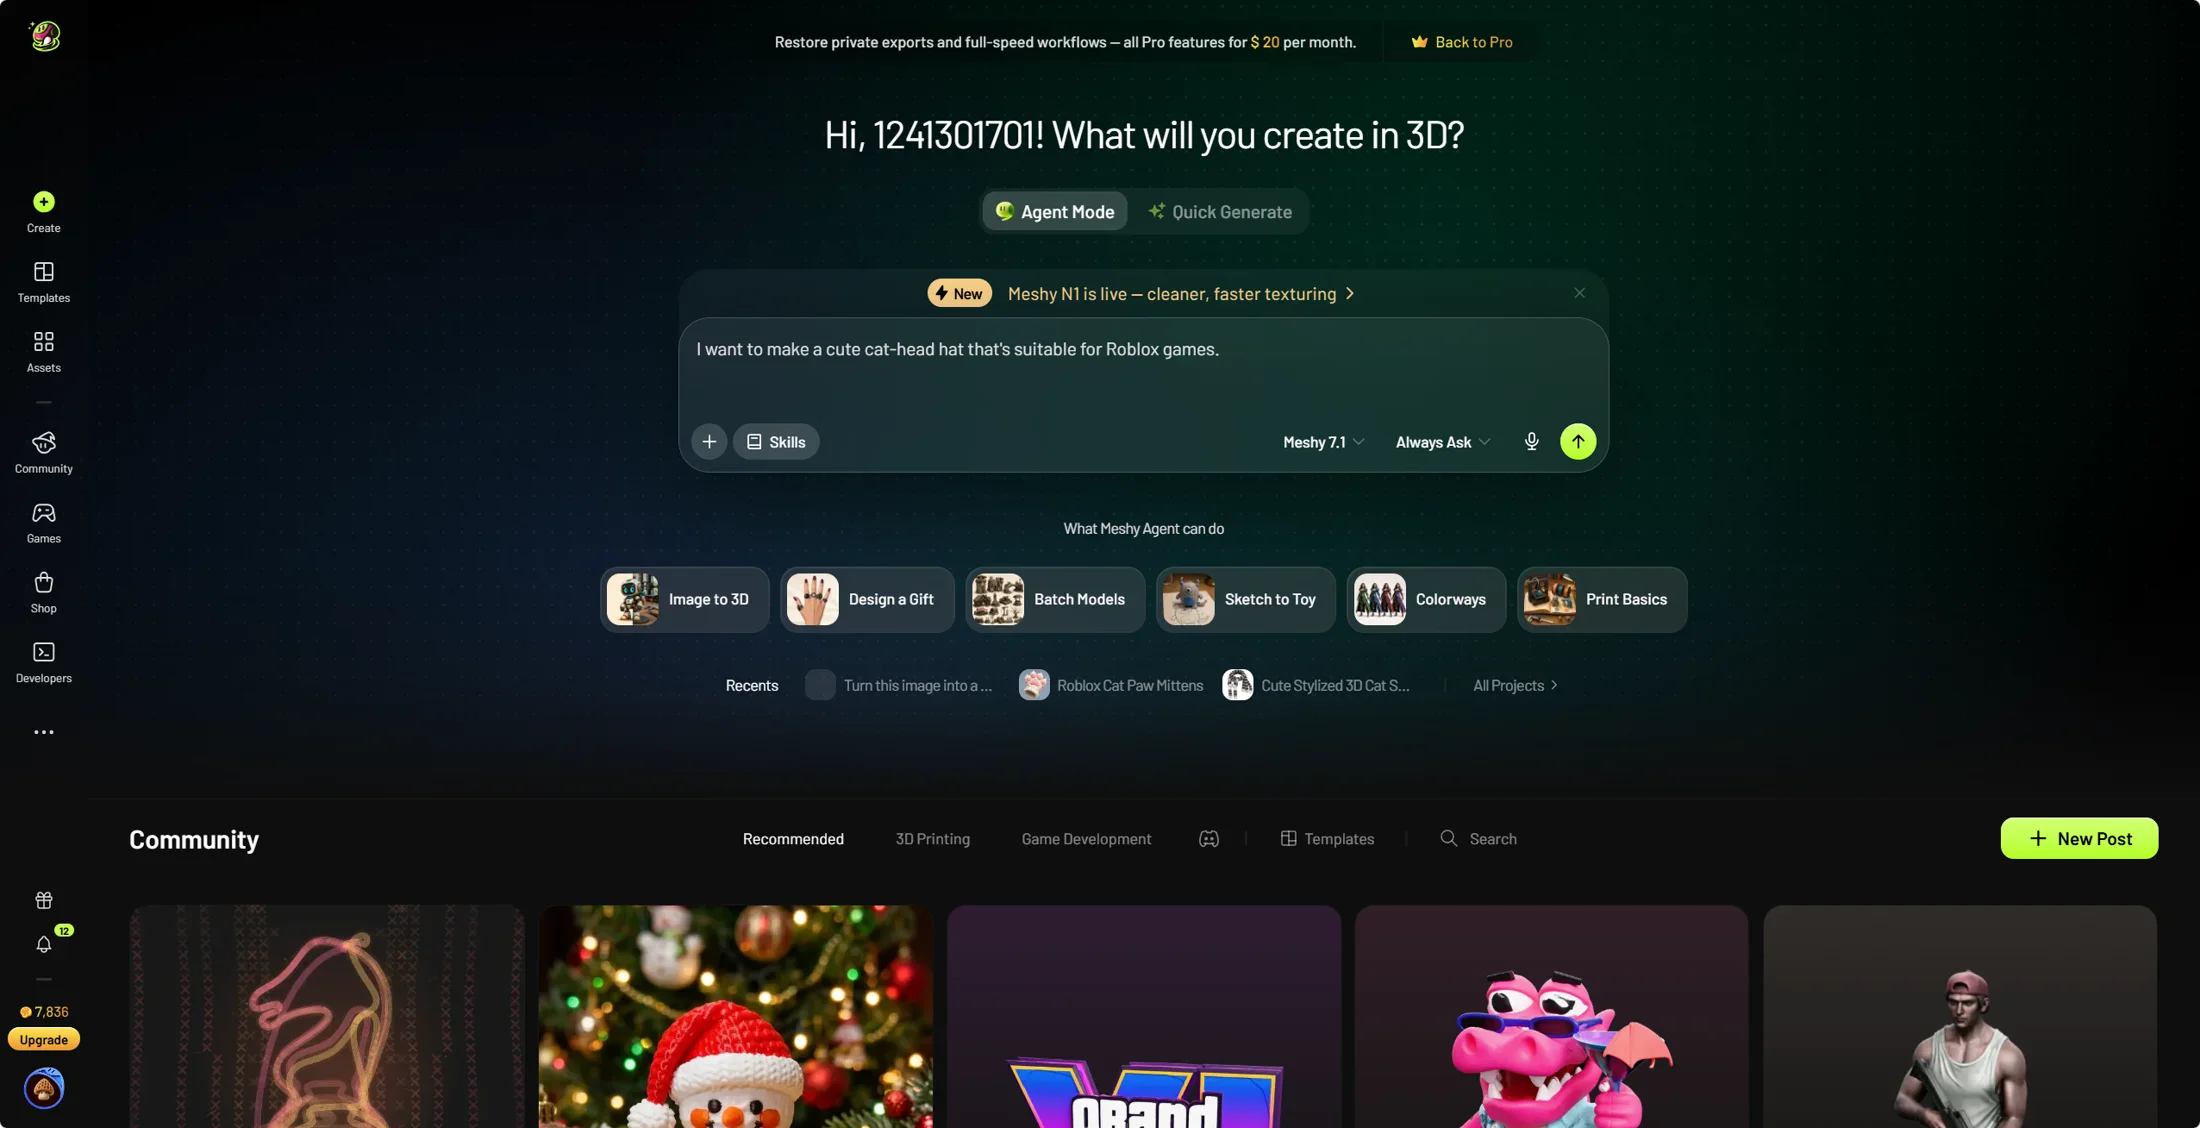 Restore private exports and full-speed workflows — all Pro features for $ 20 per month.
Back to Pro
Hi, 1241301701! What will you create in 3D?
Agent Mode
Quick Generate
New
Meshy N1 is live — cleaner, faster texturing
I want to make a cute cat-head hat that's suitable for Roblox games.
Skills
Meshy 7.1
Always Ask
What Meshy Agent can do
Image to 3D
Design a Gift
Batch Models
Sketch to Toy
Colorways
Print Basics
Recents
Turn this image into a ...
Roblox Cat Paw Mittens
Cute Stylized 3D Cat S...
All Projects
Create
Templates
Assets
Community
Games
Shop
Developers
12
7,836
Upgrade
Community
Recommended
3D Printing
Game Development
Templates
Search
New Post
GRAND
VI